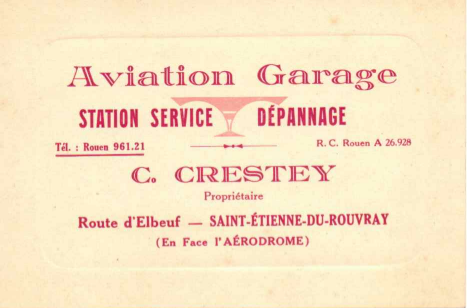 Aviation Garage
STATION SERVICE DÉPANNAGE
Tél. : Rouen 961.21 R. C. Rouen A 26.928
C. CRESTEY
Propriétaire
Route d'Elbeuf — SAINT-ÉTIENNE-DU-ROUVRAY
(En Face l'AÉRODROME)